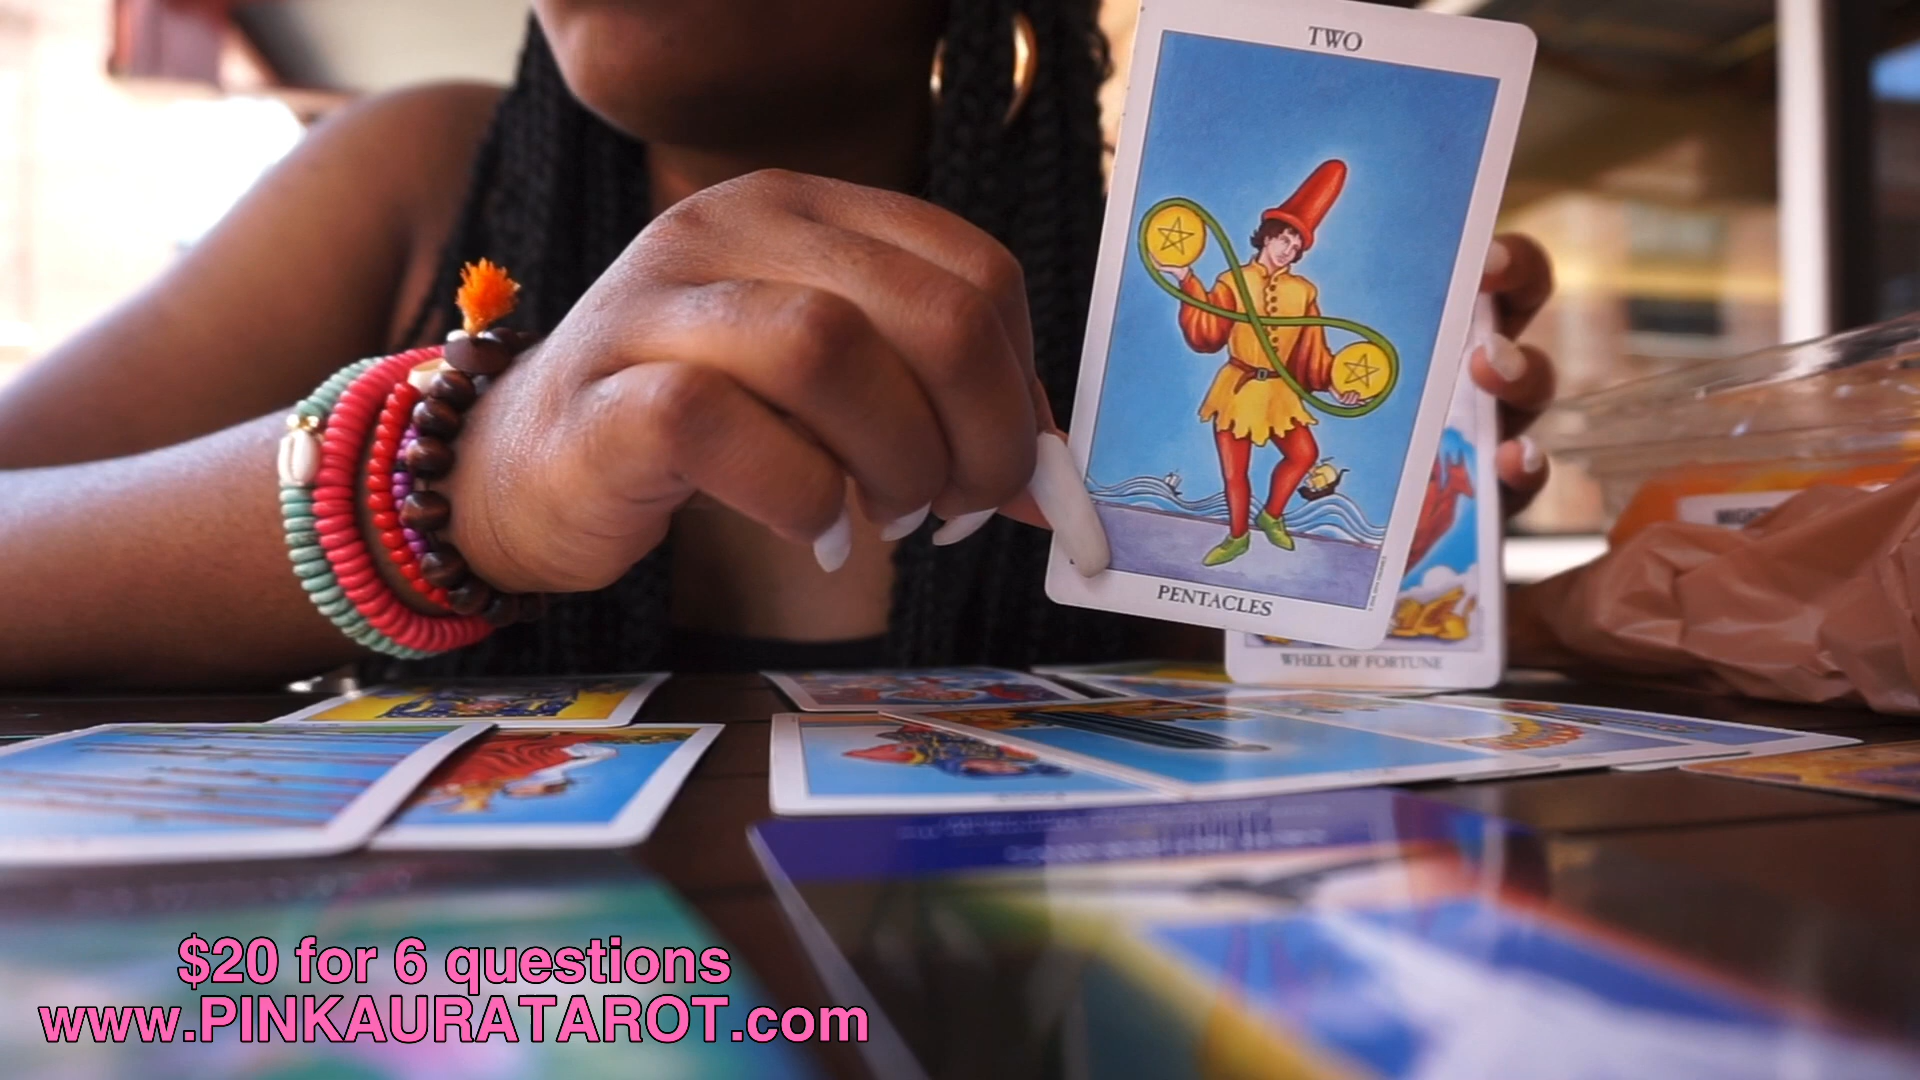 TWO
PENTACLES
WHEEL OF FORTUNE
$20 for 6 questions
www.PINKAURATAROT.com